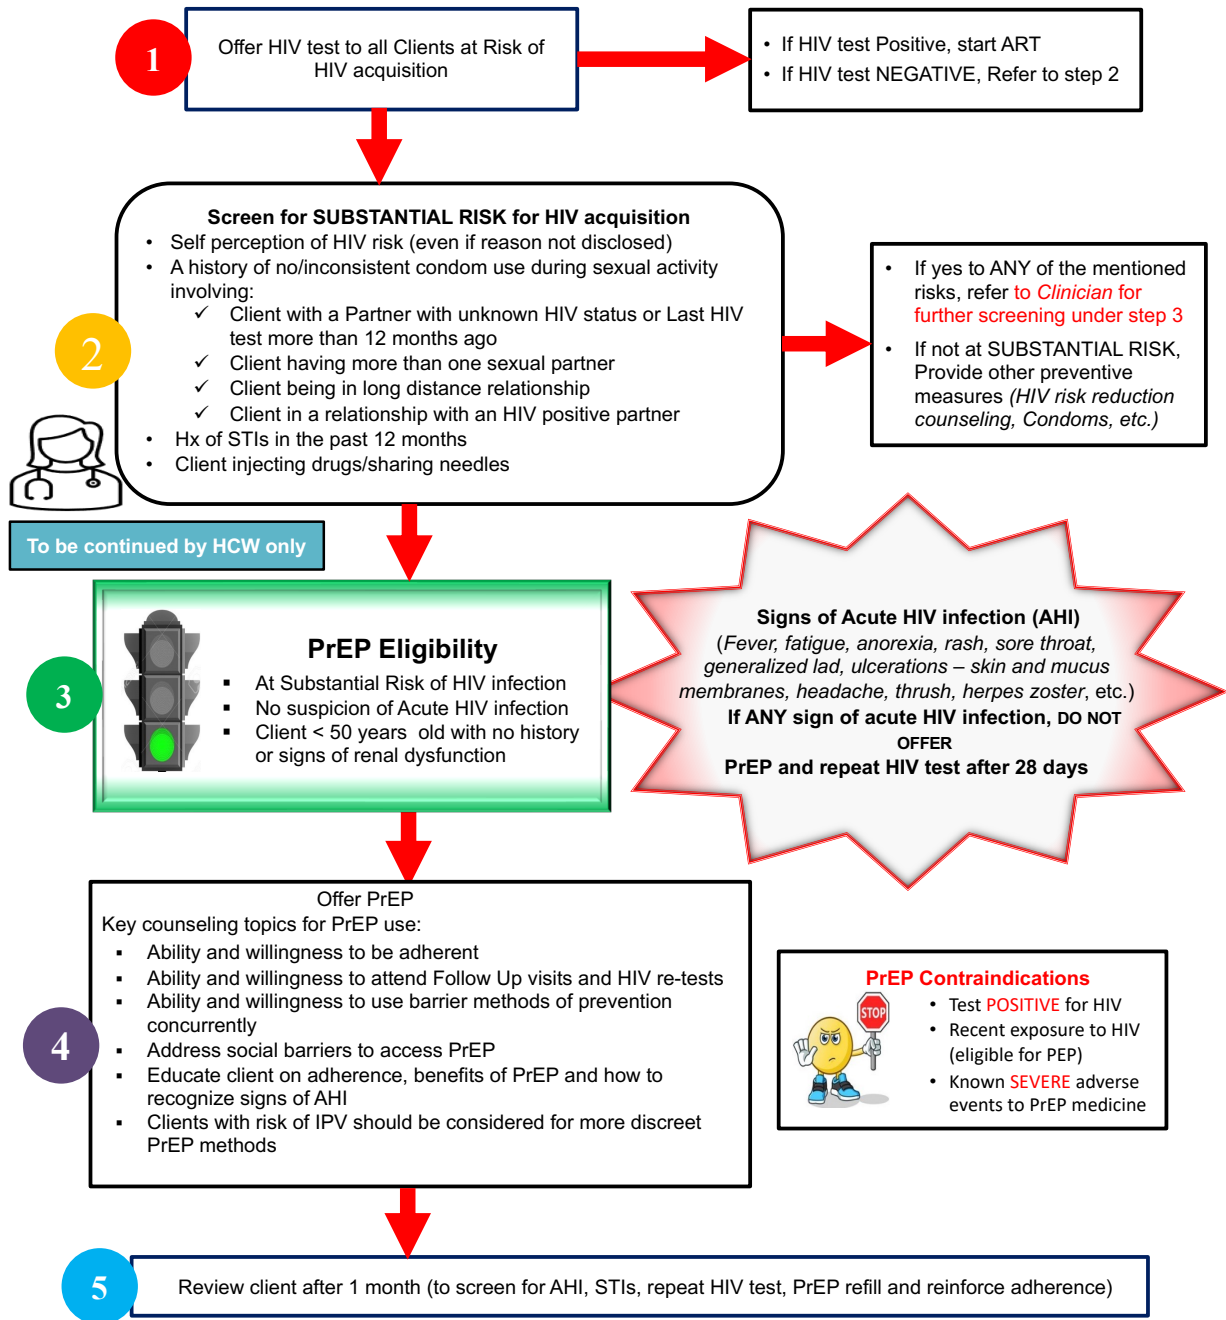 1
Offer HIV test to all Clients at Risk of
HIV acquisition
• If HIV test Positive, start ART
• If HIV test NEGATIVE, Refer to step 2
2
Screen for SUBSTANTIAL RISK for HIV acquisition
• Self perception of HIV risk (even if reason not disclosed)
• A history of no/inconsistent condom use during sexual activity
involving:
✓ Client with a Partner with unknown HIV status or Last HIV
test more than 12 months ago
✓ Client having more than one sexual partner
✓ Client being in long distance relationship
✓ Client in a relationship with an HIV positive partner
• Hx of STIs in the past 12 months
• Client injecting drugs/sharing needles
• If yes to ANY of the mentioned
risks, refer to Clinician for
further screening under step 3
• If not at SUBSTANTIAL RISK,
Provide other preventive
measures (HIV risk reduction
counseling, Condoms, etc.)
To be continued by HCW only
3
PrEP Eligibility
▪ At Substantial Risk of HIV infection
▪ No suspicion of Acute HIV infection
▪ Client < 50 years old with no history
or signs of renal dysfunction
Signs of Acute HIV infection (AHI)
(Fever, fatigue, anorexia, rash, sore throat,
generalized lad, ulcerations – skin and mucus
membranes, headache, thrush, herpes zoster, etc.)
If ANY sign of acute HIV infection, DO NOT
OFFER
PrEP and repeat HIV test after 28 days
4
Offer PrEP
Key counseling topics for PrEP use:
▪ Ability and willingness to be adherent
▪ Ability and willingness to attend Follow Up visits and HIV re-tests
▪ Ability and willingness to use barrier methods of prevention
concurrently
▪ Address social barriers to access PrEP
▪ Educate client on adherence, benefits of PrEP and how to
recognize signs of AHI
▪ Clients with risk of IPV should be considered for more discreet
PrEP methods
PrEP Contraindications
STOP
• Test POSITIVE for HIV
• Recent exposure to HIV
(eligible for PEP)
• Known SEVERE adverse
events to PrEP medicine
5
Review client after 1 month (to screen for AHI, STIs, repeat HIV test, PrEP refill and reinforce adherence)